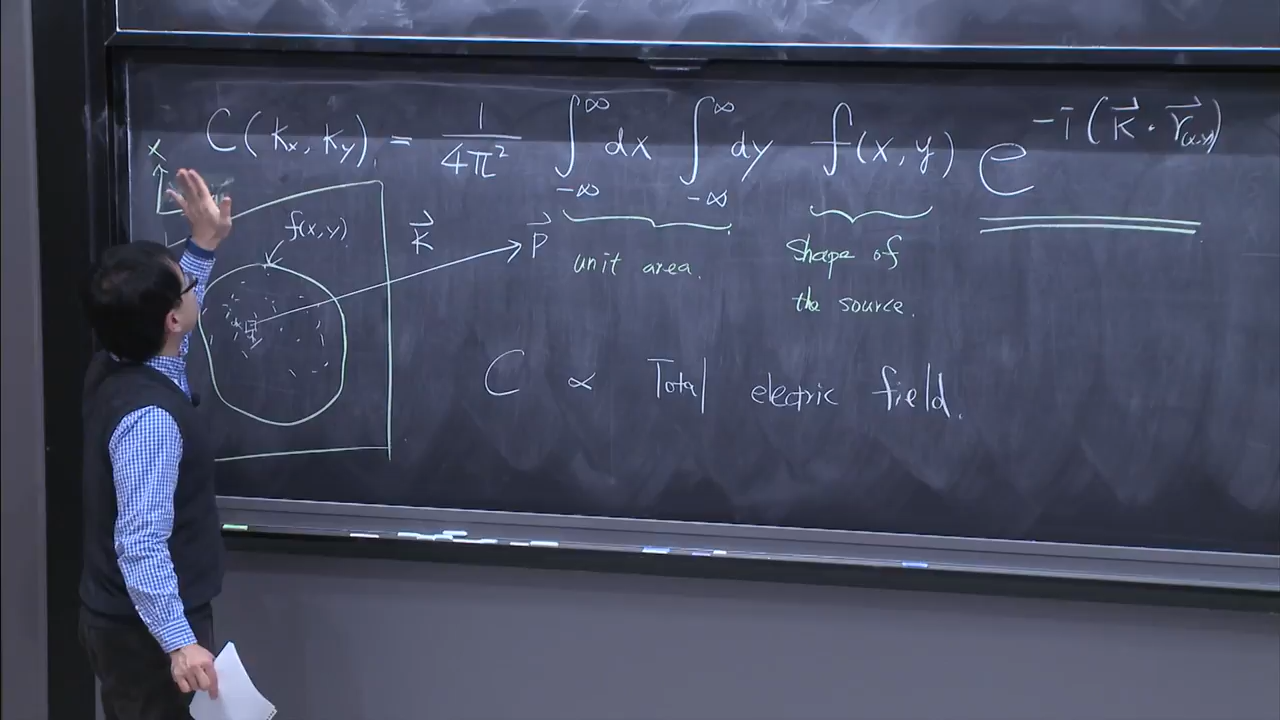 C(kx, ky) = 1/4π² ∫_{-∞}^{∞} dx ∫_{-∞}^{∞} dy f(x, y) e^{-i(k⃗ · r⃗(x,y))}
x
f(x,y)
k⃗
P⃗
unit area.
Shape of
the source.
C ∝ Total electric field.